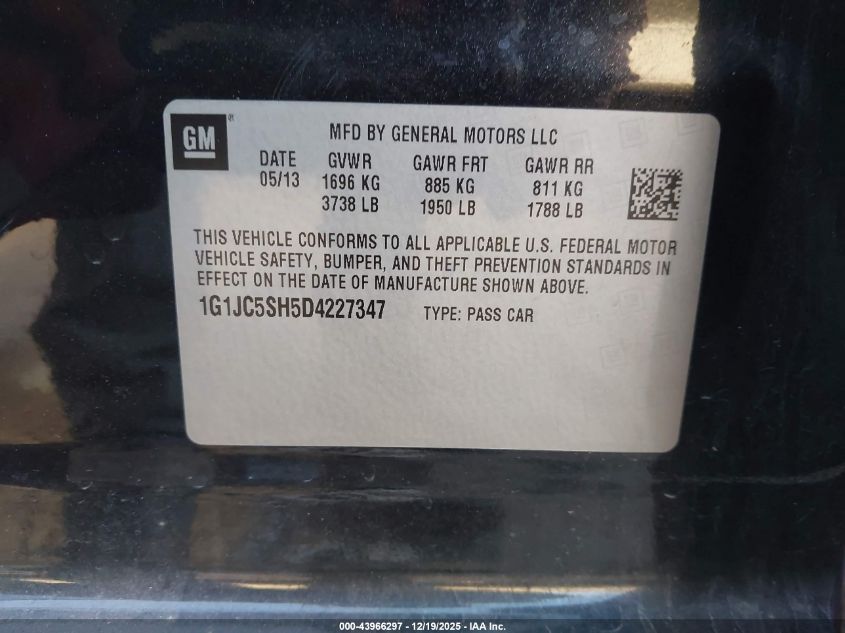 GM®
MFD BY GENERAL MOTORS LLC
DATE GVWR GAWR FRT GAWR RR
05/13 1696 KG 885 KG 811 KG
3738 LB 1950 LB 1788 LB
THIS VEHICLE CONFORMS TO ALL APPLICABLE U.S. FEDERAL MOTOR
VEHICLE SAFETY, BUMPER, AND THEFT PREVENTION STANDARDS IN
EFFECT ON THE DATE OF MANUFACTURE SHOWN ABOVE.
1G1JC5SH5D4227347 TYPE: PASS CAR
000-43966297 - 12/19/2025 - IAA Inc.